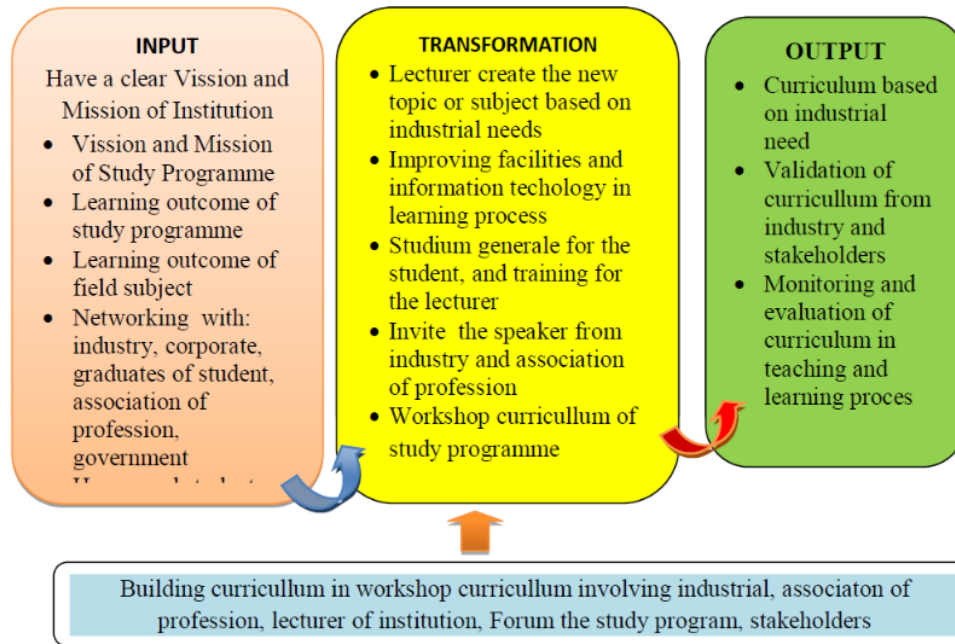 INPUT
Have a clear Vission and
Mission of Institution
• Vission and Mission
of Study Programme
• Learning outcome of
study programme
• Learning outcome of
field subject
• Networking with:
industry, corporate,
graduates of student,
association of
profession,
government
TRANSFORMATION
• Lecturer create the new
topic or subject based on
industrial needs
• Improving facilities and
information techology in
learning process
• Studium generale for the
student, and training for
the lecturer
• Invite the speaker from
industry and association
of profession
• Workshop curricullum of
study programme
OUTPUT
• Curriculum based
on industrial
need
• Validation of
curricullum from
industry and
stakeholders
• Monitoring and
evaluation of
curriculum in
teaching and
learning proces
Building curricullum in workshop curricullum involving industrial, associaton of
profession, lecturer of institution, Forum the study program, stakeholders